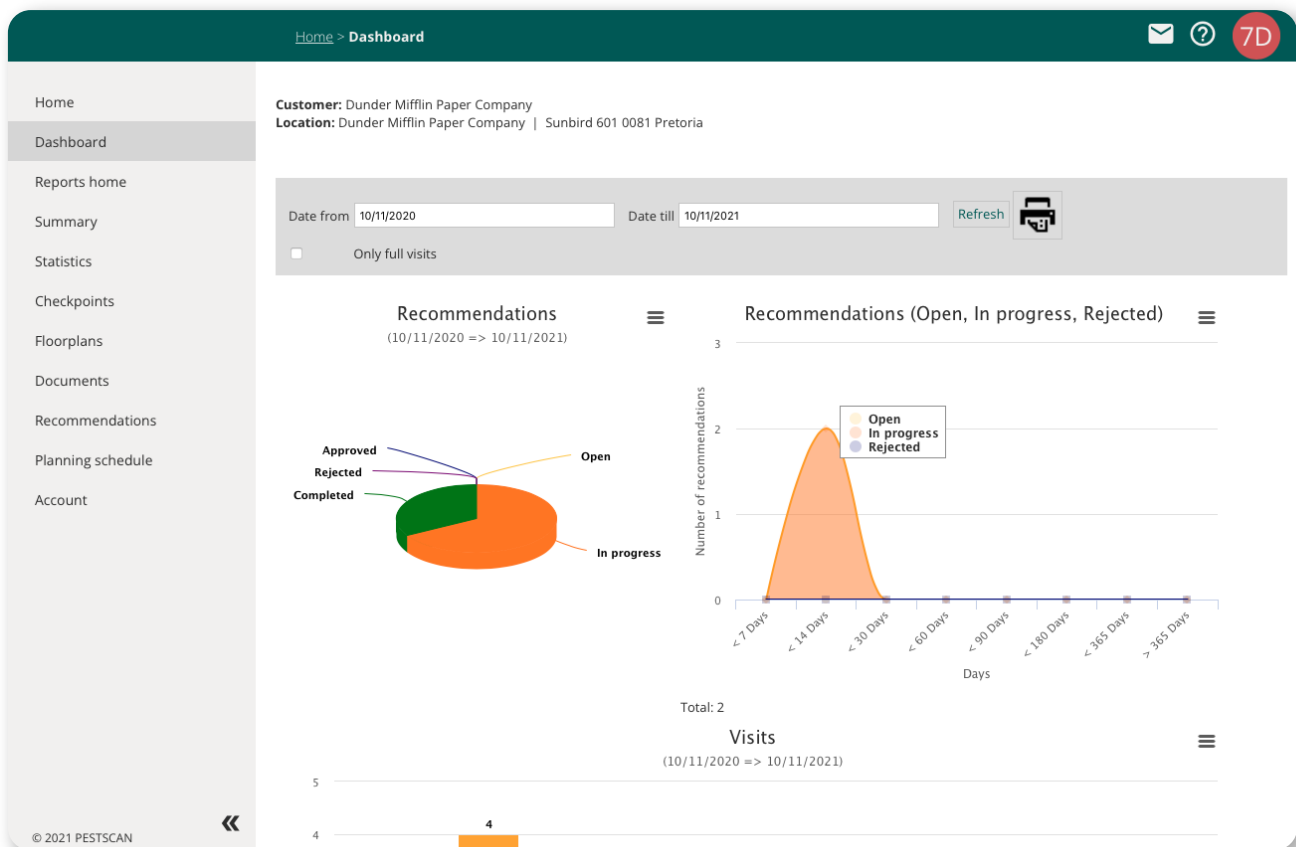 Home > Dashboard
7D
Home
Dashboard
Reports home
Summary
Statistics
Checkpoints
Floorplans
Documents
Recommendations
Planning schedule
Account
© 2021 PESTSCAN
Customer: Dunder Mifflin Paper Company
Location: Dunder Mifflin Paper Company | Sunbird 601 0081 Pretoria
Date from 10/11/2020 Date till 10/11/2021 Refresh
Only full visits
Recommendations
(10/11/2020 => 10/11/2021)
Approved
Rejected
Completed
Open
In progress
Recommendations (Open, In progress, Rejected)
Number of recommendations
3
2
1
0
Open
In progress
Rejected
< 7 Days
< 14 Days
< 30 Days
< 60 Days
< 90 Days
< 180 Days
< 365 Days
> 365 Days
Days
Total: 2
Visits
(10/11/2020 => 10/11/2021)
5
4
4